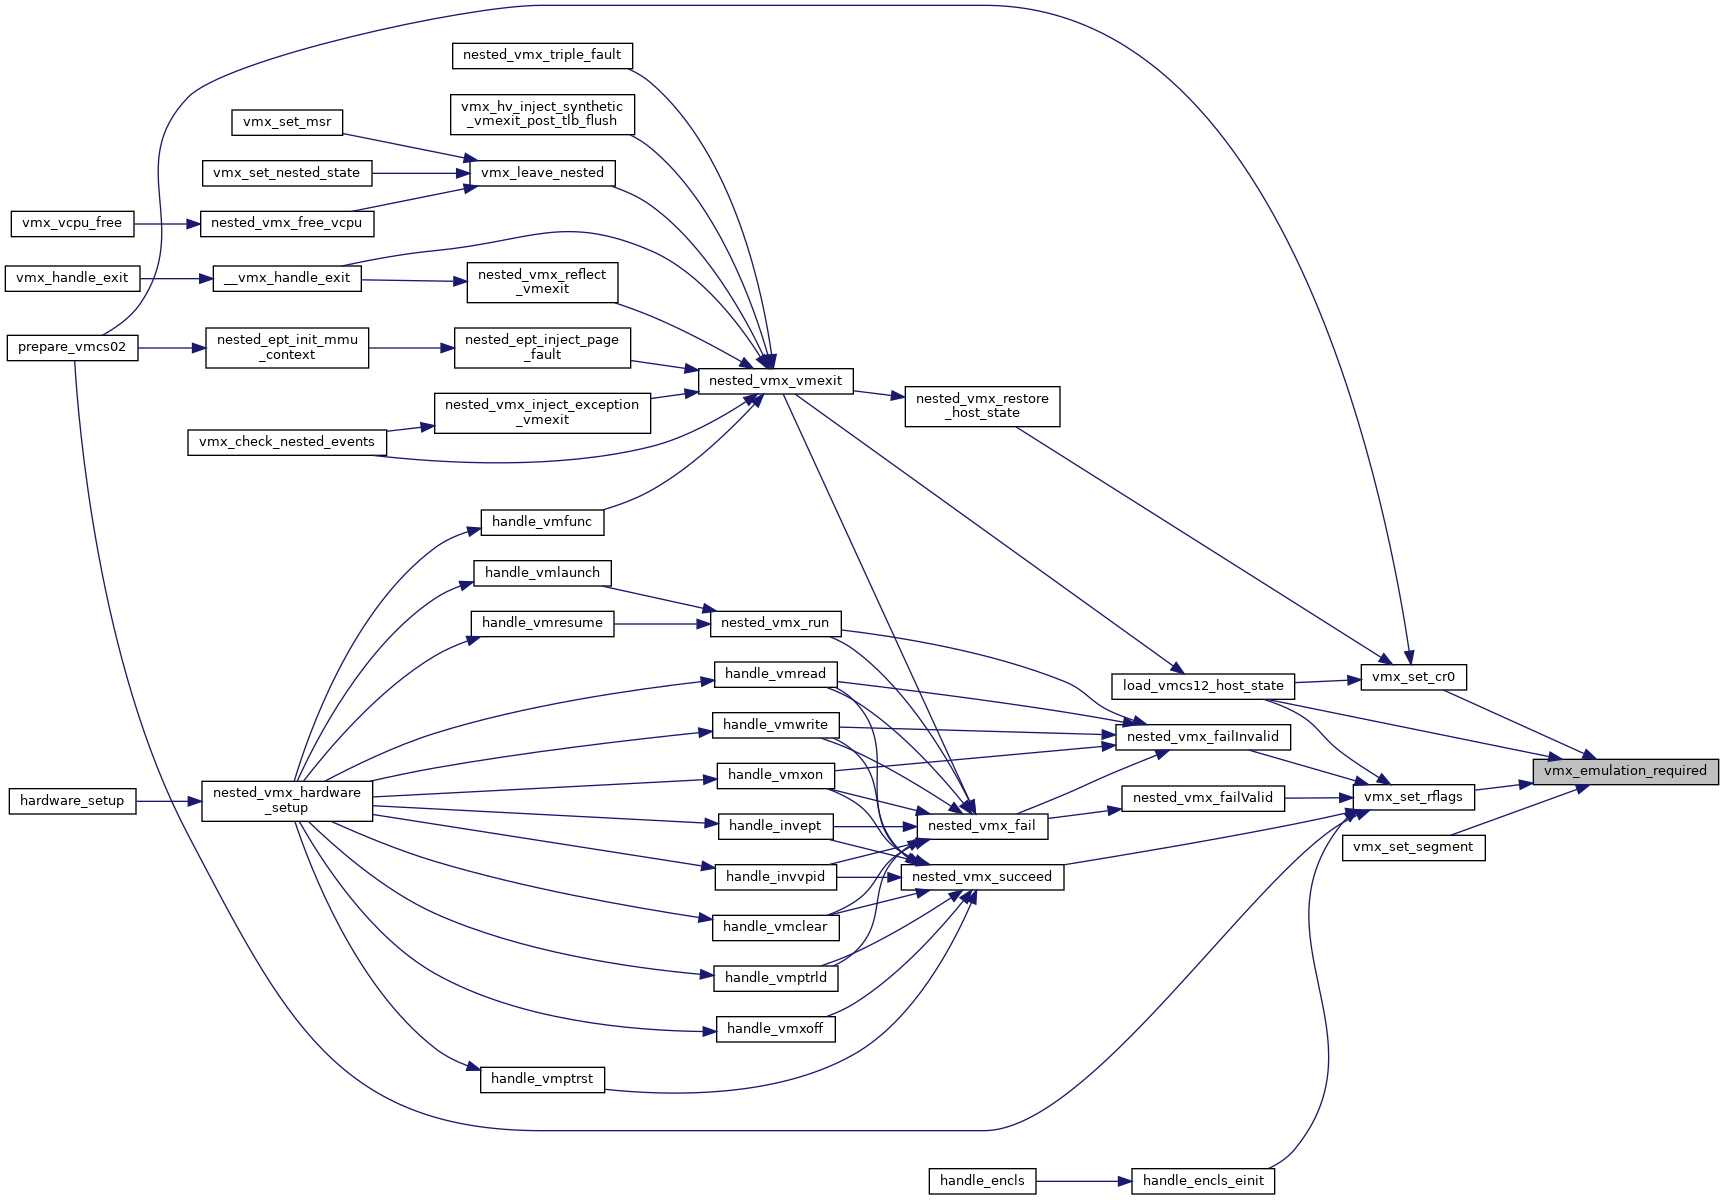 nested_vmx_triple_fault
vmx_hv_inject_synthetic
_vmexit_post_tlb_flush
vmx_set_msr
vmx_set_nested_state
vmx_leave_nested
vmx_vcpu_free
nested_vmx_free_vcpu
vmx_handle_exit
__vmx_handle_exit
nested_vmx_reflect
_vmexit
prepare_vmcs02
nested_ept_init_mmu
_context
nested_ept_inject_page
_fault
nested_vmx_vmexit
nested_vmx_restore
_host_state
nested_vmx_inject_exception
_vmexit
vmx_check_nested_events
handle_vmfunc
handle_vmlaunch
handle_vmresume
nested_vmx_run
handle_vmread
load_vmcs12_host_state
vmx_set_cr0
handle_vmwrite
nested_vmx_failInvalid
vmx_emulation_required
handle_vmxon
hardware_setup
nested_vmx_hardware
_setup
nested_vmx_failValid
vmx_set_rflags
handle_invept
nested_vmx_fail
vmx_set_segment
handle_invvpid
nested_vmx_succeed
handle_vmclear
handle_vmptrld
handle_vmxoff
handle_vmptrst
handle_encls
handle_encls_einit